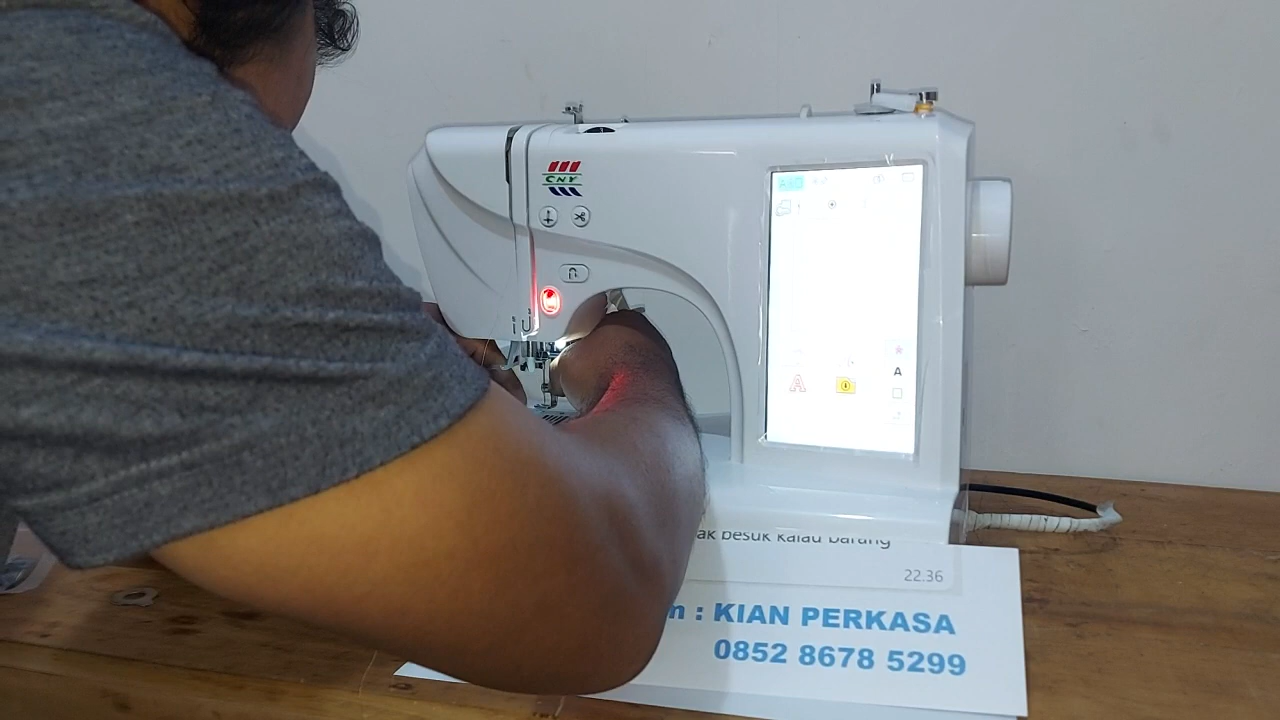 CNY
A
A
ak besuk kalau barang
22.36
m : KIAN PERKASA
0852 8678 5299